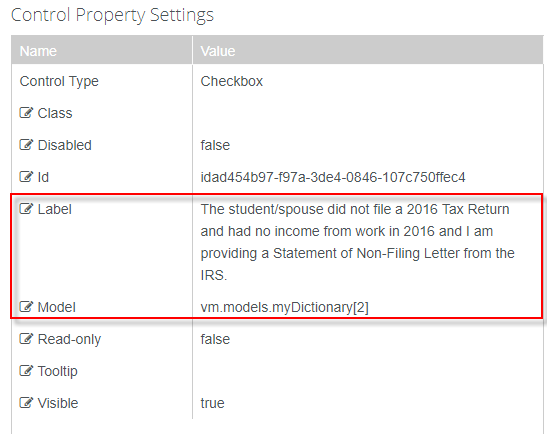 Control Property Settings
Name Value
Control Type Checkbox
Class
Disabled false
Id idad454b97-f97a-3de4-0846-107c750ffec4
Label The student/spouse did not file a 2016 Tax Return
and had no income from work in 2016 and I am
providing a Statement of Non-Filing Letter from the
IRS.
Model vm.models.myDictionary[2]
Read-only false
Tooltip
Visible true